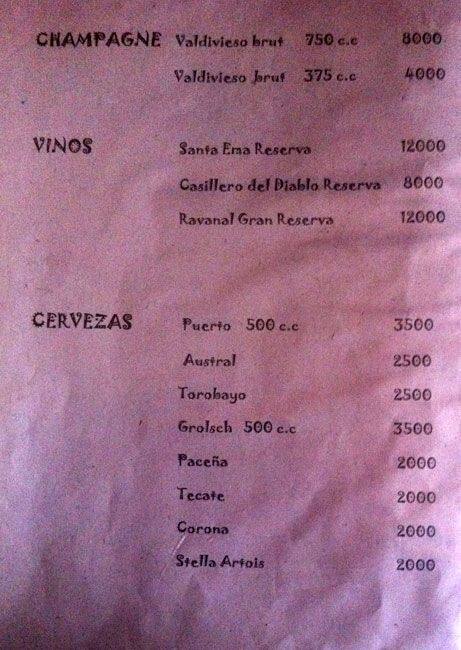 CHAMPAGNE Valdivieso brut 750 c.c 8000
Valdivieso brut 375 c.c 4000
VINOS Santa Ema Reserva 12000
Casillero del Diablo Reserva 8000
Ravanal Gran Reserva 12000
CERVEZAS Puerto 500 c.c 3500
Austral 2500
Torobayo 2500
Grolsch 500 c.c 3500
Paceña 2000
Tecate 2000
Corona 2000
Stella Artois 2000